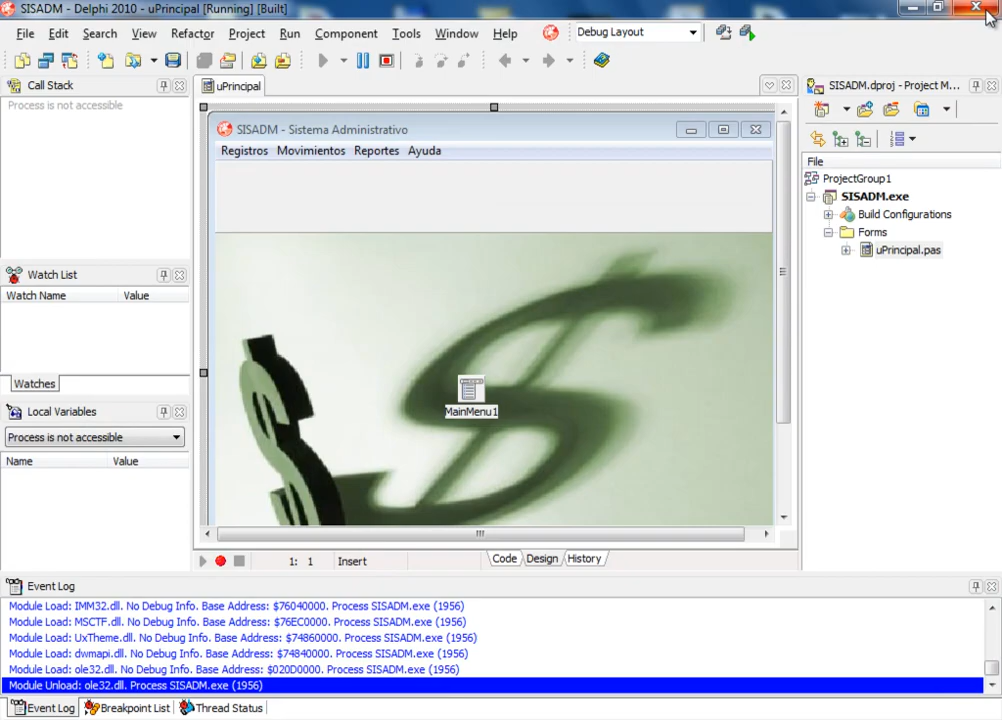 SISADM - Delphi 2010 - uPrincipal [Running] [Built]
File Edit Search View Refactor Project Run Component Tools Window Help Debug Layout
Call Stack
Process is not accessible
Watch List
Watch Name Value
Watches
Local Variables
Process is not accessible
Name Value
uPrincipal
SISADM - Sistema Administrativo
Registros Movimientos Reportes Ayuda
MainMenu1
1: 1 Insert Code Design History
SISADM.dproj - Project M...
File
ProjectGroup1
SISADM.exe
Build Configurations
Forms
uPrincipal.pas
Event Log
Module Load: IMM32.dll. No Debug Info. Base Address: $76040000. Process SISADM.exe (1956)
Module Load: MSCTF.dll. No Debug Info. Base Address: $76EC0000. Process SISADM.exe (1956)
Module Load: UxTheme.dll. No Debug Info. Base Address: $74860000. Process SISADM.exe (1956)
Module Load: dwmapi.dll. No Debug Info. Base Address: $74840000. Process SISADM.exe (1956)
Module Load: ole32.dll. No Debug Info. Base Address: $020D0000. Process SISADM.exe (1956)
Module Unload: ole32.dll. Process SISADM.exe (1956)
Event Log Breakpoint List Thread Status